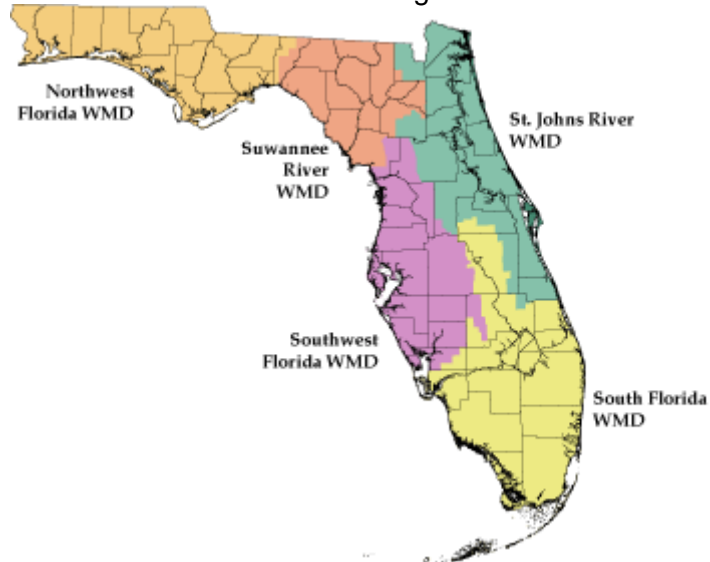 Northwest
Florida WMD
St. Johns River
WMD
Suwannee
River
WMD
Southwest
Florida WMD
South Florida
WMD